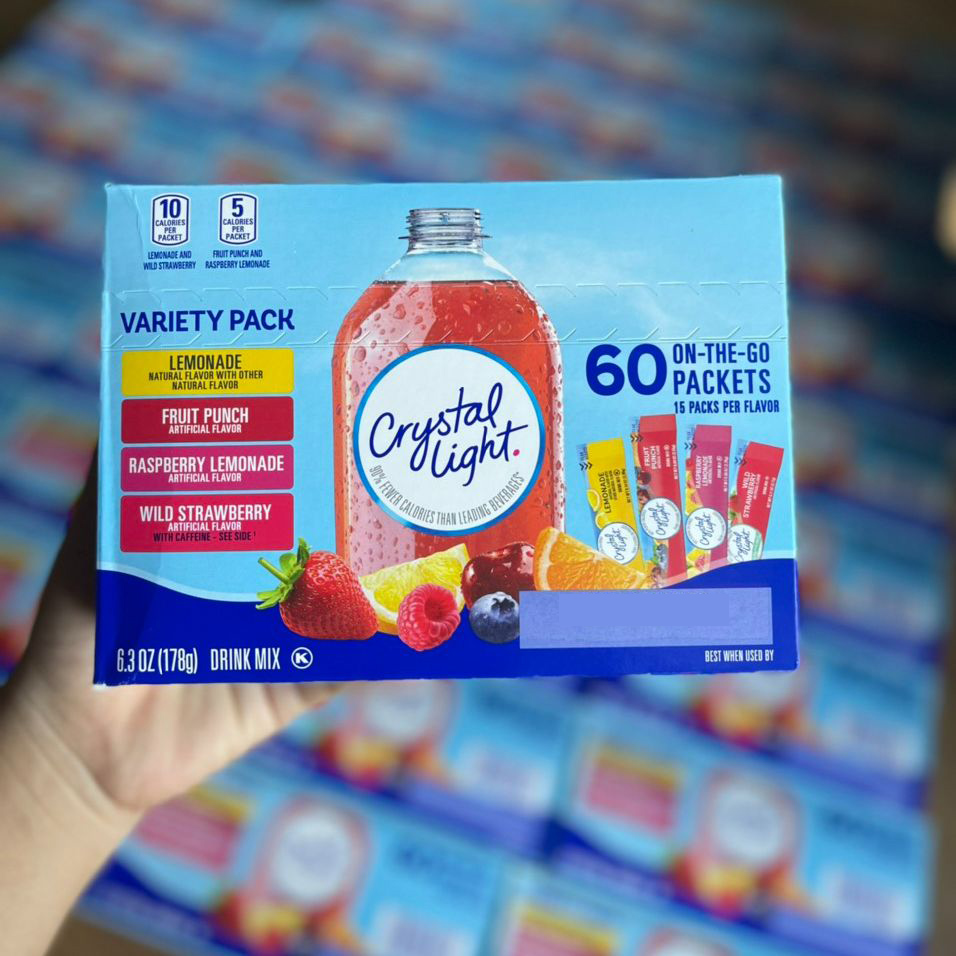 10
CALORIES
PER
PACKET
LEMONADE AND
WILD STRAWBERRY
5
CALORIES
PER
PACKET
FRUIT PUNCH AND
RASPBERRY LEMONADE
VARIETY PACK
LEMONADE
NATURAL FLAVOR WITH OTHER
NATURAL FLAVOR
FRUIT PUNCH
ARTIFICIAL FLAVOR
RASPBERRY LEMONADE
ARTIFICIAL FLAVOR
WILD STRAWBERRY
ARTIFICIAL FLAVOR
WITH CAFFEINE - SEE SIDE†
Crystal
Light
90% FEWER CALORIES THAN LEADING BEVERAGES*
60 ON-THE-GO
PACKETS
15 PACKS PER FLAVOR
LEMONADE
Crystal
Light
FRUIT
PUNCH
Crystal
Light
RASPBERRY
LEMONADE
Crystal
Light
WILD
STRAWBERRY
Crystal
Light
6.3 OZ (178g) DRINK MIX K
BEST WHEN USED BY